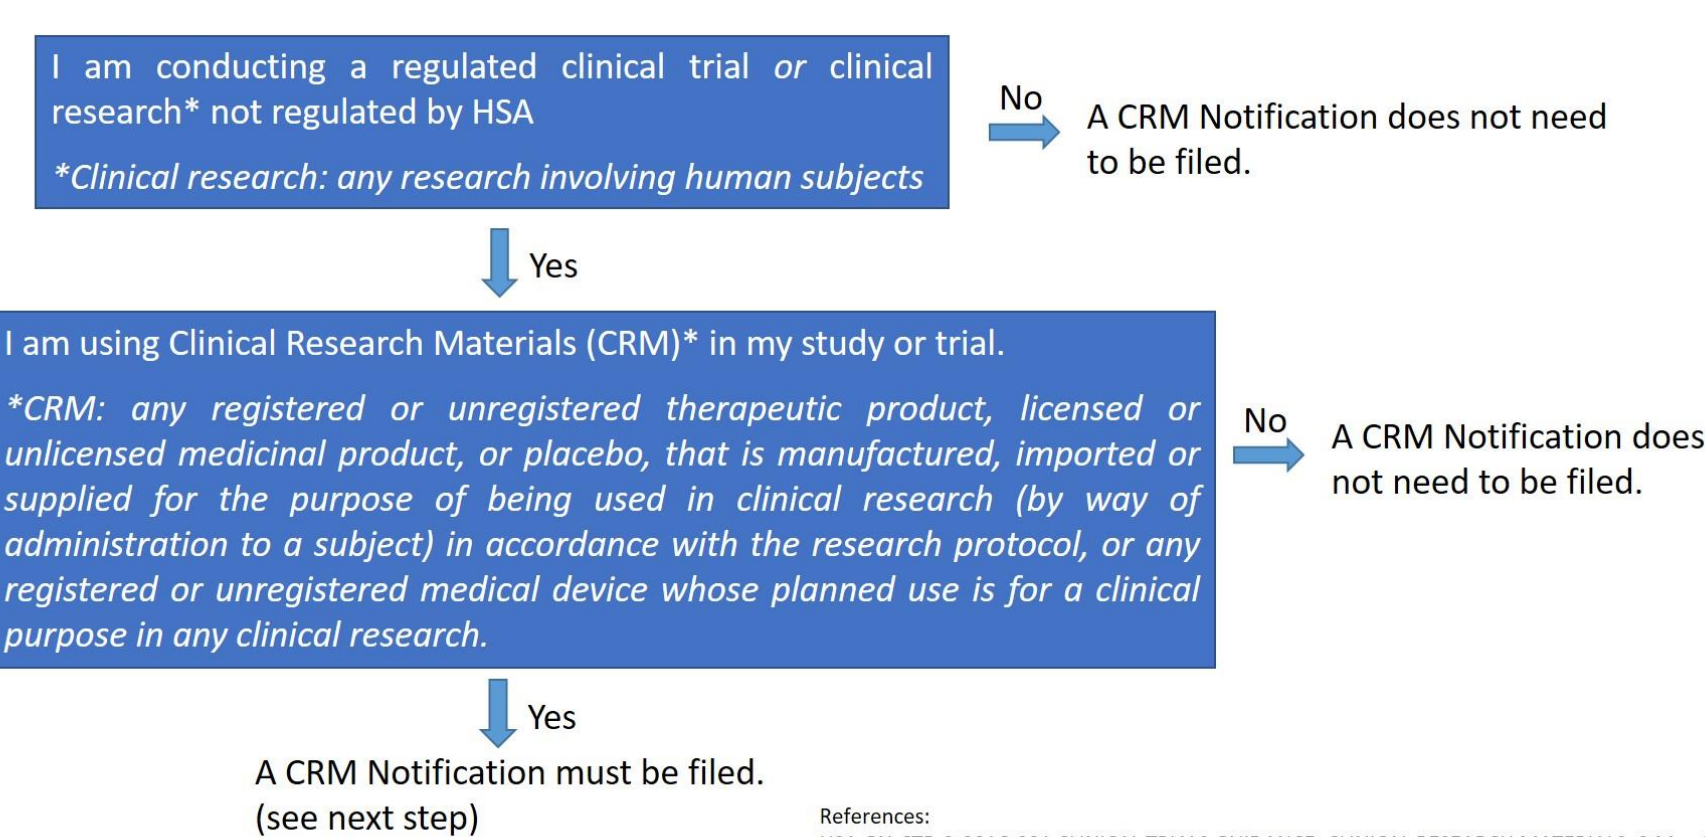 I am conducting a regulated clinical trial or clinical
research* not regulated by HSA
*Clinical research: any research involving human subjects
No
A CRM Notification does not need
to be filed.
Yes
I am using Clinical Research Materials (CRM)* in my study or trial.
*CRM: any registered or unregistered therapeutic product, licensed or
unlicensed medicinal product, or placebo, that is manufactured, imported or
supplied for the purpose of being used in clinical research (by way of
administration to a subject) in accordance with the research protocol, or any
registered or unregistered medical device whose planned use is for a clinical
purpose in any clinical research.
No
A CRM Notification does
not need to be filed.
Yes
A CRM Notification must be filed.
(see next step)
References: